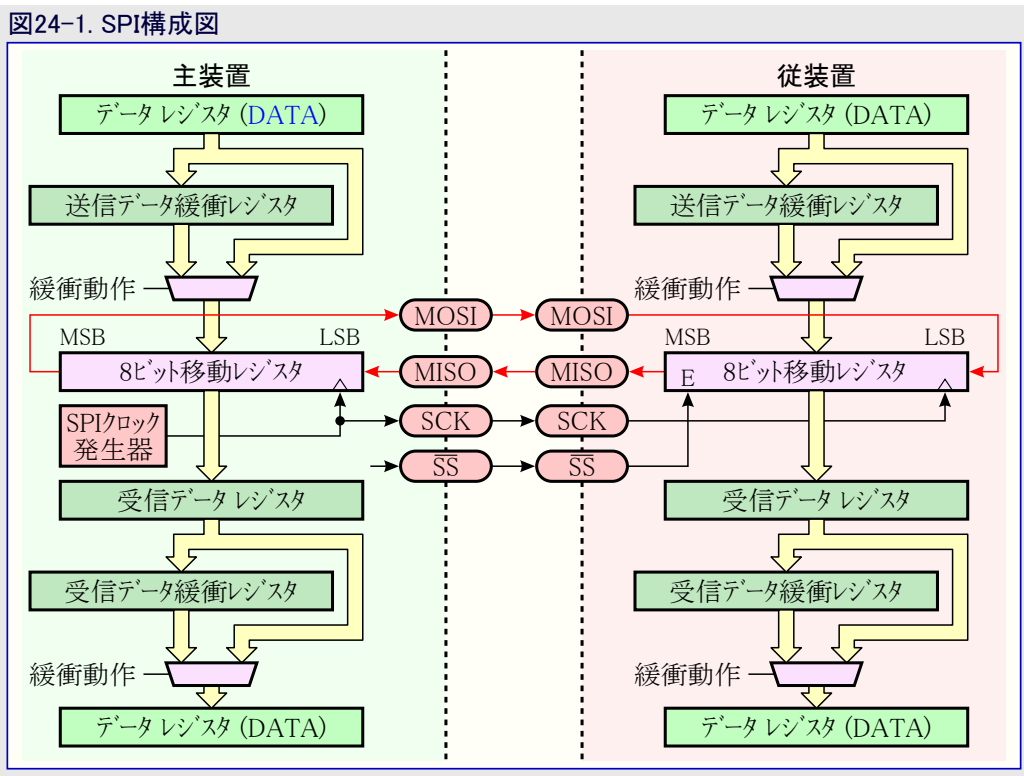 図24-1. SPI構成図
主装置
データ レジスタ (DATA)
送信データ緩衝レジスタ
緩衝動作
MSB
LSB
8ビット移動レジスタ
SPIクロック
発生器
受信データ レジスタ
受信データ緩衝レジスタ
緩衝動作
データ レジスタ (DATA)
MOSI
MOSI
MISO
MISO
SCK
SCK
SS
SS
従装置
データ レジスタ (DATA)
送信データ緩衝レジスタ
緩衝動作
MSB
LSB
E
8ビット移動レジスタ
受信データ レジスタ
受信データ緩衝レジスタ
緩衝動作
データ レジスタ (DATA)